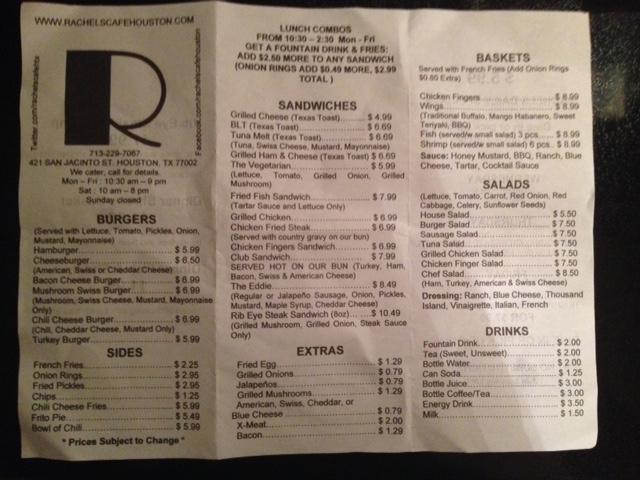 WWW.RACHELSCAFEHOUSTON.COM
R
Twitter.com/rachelscafehtx
Facebook.com/rachelscafehouston
713-229-7067
421 SAN JACINTO ST. HOUSTON, TX 77002
We cater, call for details.
Mon – Fri : 10:30 am – 9 pm
Sat : 10 am – 8 pm
Sunday closed
BURGERS
(Served with Lettuce, Tomato, Pickles, Onion,
Mustard, Mayonnaise)
Hamburger $ 5.99
Cheeseburger $ 6.50
(American, Swiss or Cheddar Cheese)
Bacon Cheese Burger $ 6.99
Mushroom Swiss Burger $ 6.99
(Mushroom, Swiss Cheese, Mustard, Mayonnaise
Only)
Chili Cheese Burger $ 6.99
(Chili, Cheddar Cheese, Mustard Only)
Turkey Burger $ 5.99
SIDES
French Fries $ 2.25
Onion Rings $ 2.95
Fried Pickles $ 2.95
Chips $ 1.25
Chili Cheese Fries $ 5.99
Frito Pie $ 5.49
Bowl of Chili $ 5.99
* Prices Subject to Change *
LUNCH COMBOS
FROM 10:30 – 2:30 Mon - Fri
GET A FOUNTAIN DRINK & FRIES:
ADD $2.50 MORE TO ANY SANDWICH
(ONION RINGS ADD $0.49 MORE, $2.99
TOTAL )
SANDWICHES
Grilled Cheese (Texas Toast) $ 4.99
BLT (Texas Toast) $ 6.69
Tuna Melt (Texas Toast) $ 6.69
(Tuna, Swiss Cheese, Mustard, Mayonnaise)
Grilled Ham & Cheese (Texas Toast) $ 6.69
The Vegetarian $ 5.99
(Lettuce, Tomato, Grilled Onion, Grilled
Mushroom)
Fried Fish Sandwich $ 7.99
(Tartar Sauce and Lettuce Only)
Grilled Chicken $ 6.99
Chicken Fried Steak $ 6.99
(Served with country gravy on our bun)
Chicken Fingers Sandwich $ 6.99
Club Sandwich $ 7.99
SERVED HOT ON OUR BUN (Turkey, Ham,
Bacon, Swiss & American Cheese)
The Eddie $ 8.49
(Regular or Jalapeño Sausage, Onion, Pickles,
Mustard, Maple Syrup, Cheddar Cheese)
Rib Eye Steak Sandwich (8oz) $ 10.49
(Grilled Mushroom, Grilled Onion, Steak Sauce
Only)
EXTRAS
Fried Egg $ 1.29
Grilled Onions $ 0.79
Jalapeños $ 0.79
Grilled Mushrooms $ 1.29
American, Swiss, Cheddar, or
Blue Cheese $ 0.79
X-Meat $ 2.00
Bacon $ 1.29
BASKETS
Served with French Fries (Add Onion Rings
$0.80 Extra)
Chicken Fingers $ 8.99
Wings $ 8.99
(Traditional Buffalo, Mango Habanero, Sweet
Teriyaki, BBQ)
Fish (served/w small salad) 3 pcs $ 8.99
Shrimp (served/w small salad) 6 pcs $ 8.99
Sauce: Honey Mustard, BBQ, Ranch, Blue
Cheese, Tartar, Cocktail Sauce
SALADS
(Lettuce, Tomato, Carrot, Red Onion, Red
Cabbage, Celery, Sunflower Seeds)
House Salad $ 5.50
Burger Salad $ 7.50
Sausage Salad $ 7.50
Tuna Salad $ 7.50
Grilled Chicken Salad $ 7.50
Chicken Finger Salad $ 7.50
Chef Salad $ 8.50
(Ham, Turkey, American & Swiss Cheese)
Dressing: Ranch, Blue Cheese, Thousand
Island, Vinaigrette, Italian, French
DRINKS
Fountain Drink $ 2.00
Tea (Sweet, Unsweet) $ 2.00
Bottle Water $ 2.00
Can Soda $ 1.25
Bottle Juice $ 3.00
Bottle Coffee/Tea $ 3.00
Energy Drink $ 3.50
Milk $ 1.50